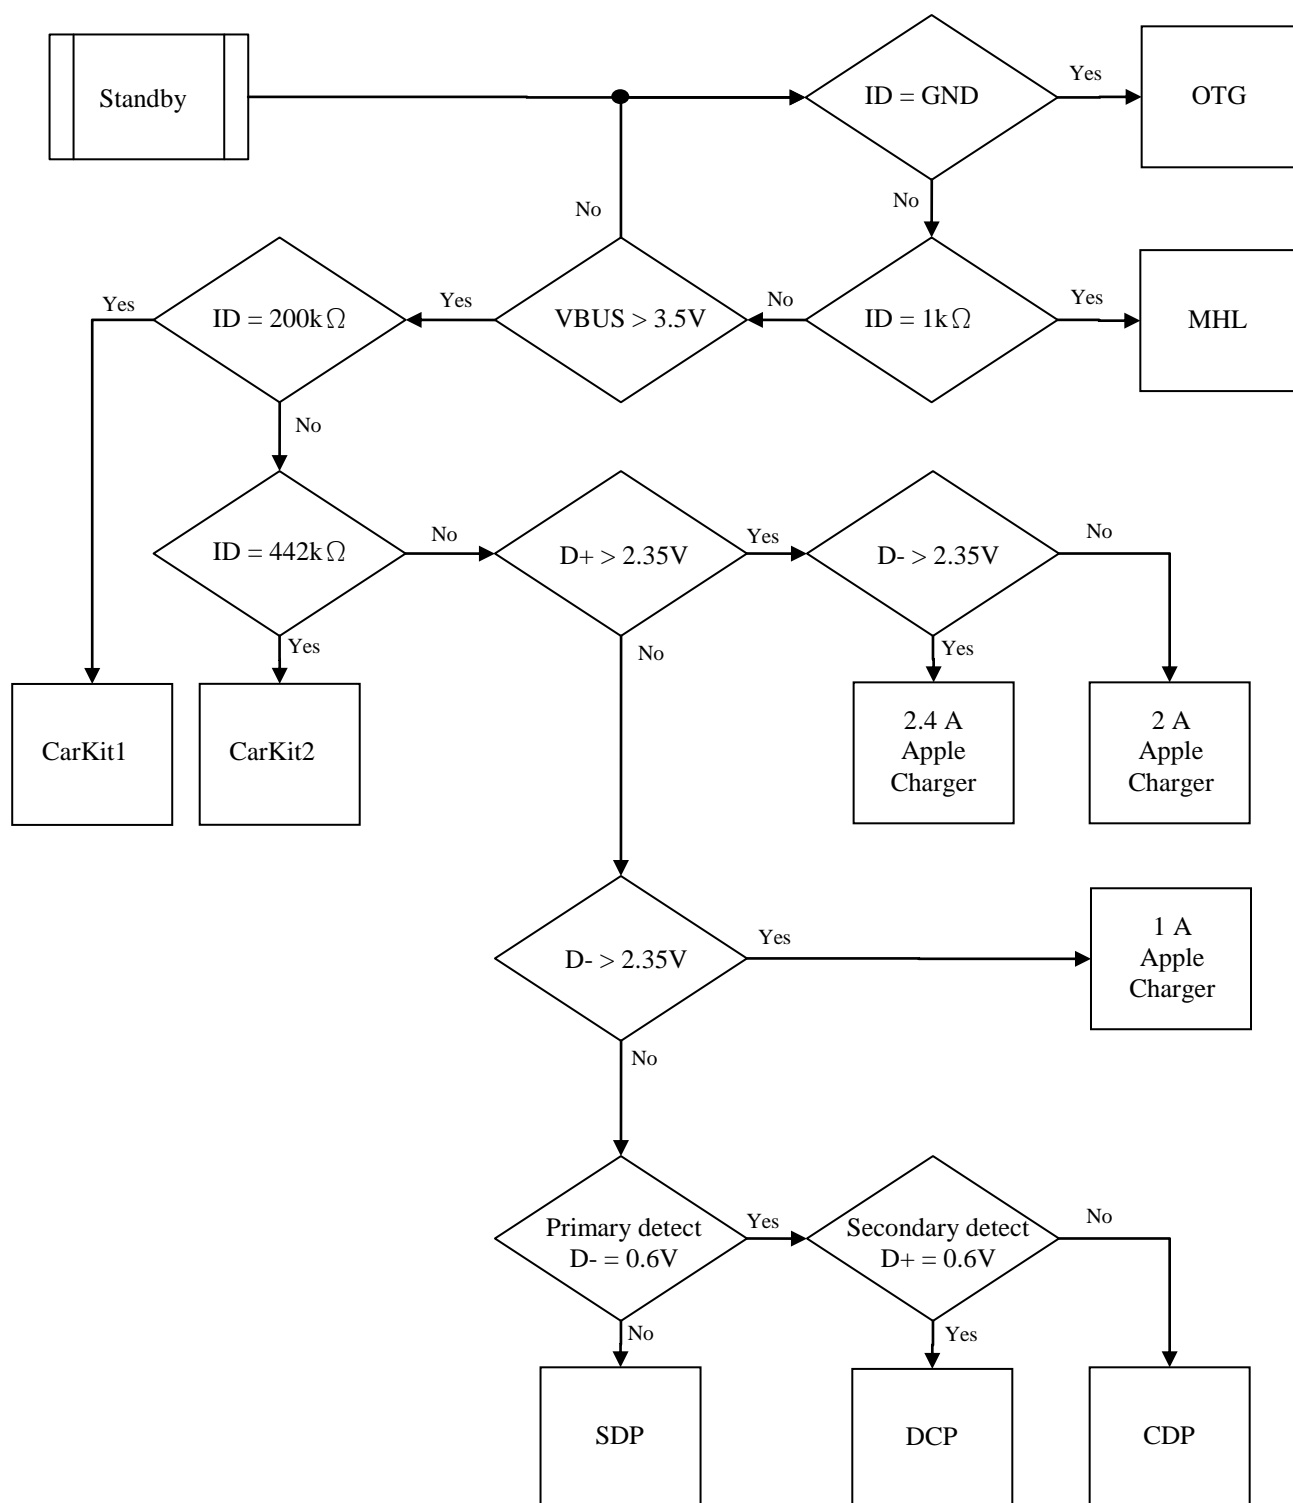 Standby
ID = GND
Yes
OTG
No
No
Yes
ID = 200kΩ
Yes
VBUS > 3.5V
No
ID = 1kΩ
Yes
MHL
No
ID = 442kΩ
No
D+ > 2.35V
Yes
D- > 2.35V
No
Yes
No
Yes
CarKit1
CarKit2
2.4 A
Apple
Charger
2 A
Apple
Charger
D- > 2.35V
Yes
1 A
Apple
Charger
No
Primary detect
D- = 0.6V
Yes
Secondary detect
D+ = 0.6V
No
No
Yes
SDP
DCP
CDP